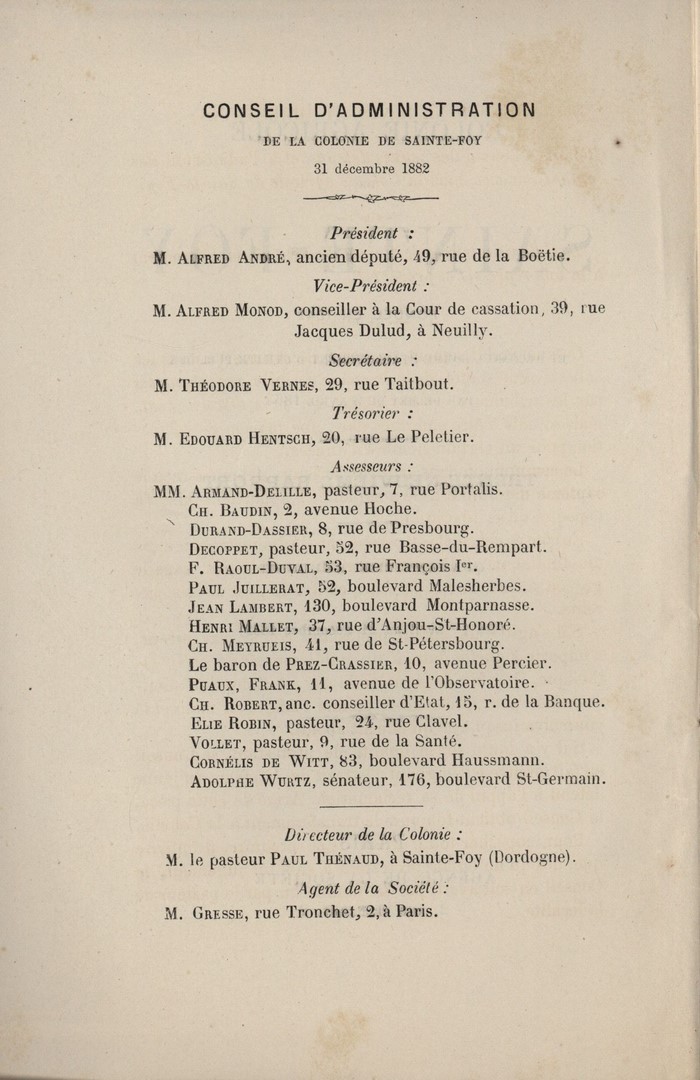 CONSEIL D'ADMINISTRATION
DE LA COLONIE DE SAINTE-FOY
31 décembre 1882
Président :
M. ALFRED ANDRÉ, ancien député, 49, rue de la Boëtie.
Vice-Président :
M. ALFRED MONOD, conseiller à la Cour de cassation, 39, rue
Jacques Dulud, à Neuilly.
Secrétaire :
M. THÉODORE VERNES, 29, rue Taitbout.
Trésorier :
M. EDOUARD HENTSCH, 20, rue Le Peletier.
Assesseurs :
MM. ARMAND-DELILLE, pasteur, 7, rue Portalis.
CH. BAUDIN, 2, avenue Hoche.
DURAND-DASSIER, 8, rue de Presbourg.
DECOPPET, pasteur, 52, rue Basse-du-Rempart.
F. RAOUL-DUVAL, 53, rue François Ier.
PAUL JUILLERAT, 52, boulevard Malesherbes.
JEAN LAMBERT, 130, boulevard Montparnasse.
HENRI MALLET, 37, rue d'Anjou-St-Honoré.
CH. MEYRUEIS, 41, rue de St-Pétersbourg.
Le baron de PREZ-CRASSIER, 10, avenue Percier.
PUAUX, FRANK, 11, avenue de l'Observatoire.
CH. ROBERT, anc. conseiller d'Etat, 15, r. de la Banque.
ELIE ROBIN, pasteur, 24, rue Clavel.
VOLLET, pasteur, 9, rue de la Santé.
CORNÉLIS DE WITT, 83, boulevard Haussmann.
ADOLPHE WURTZ, sénateur, 176, boulevard St-Germain.
Directeur de la Colonie :
M. le pasteur PAUL THÉNAUD, à Sainte-Foy (Dordogne).
Agent de la Société :
M. GRESSE, rue Tronchet, 2, à Paris.